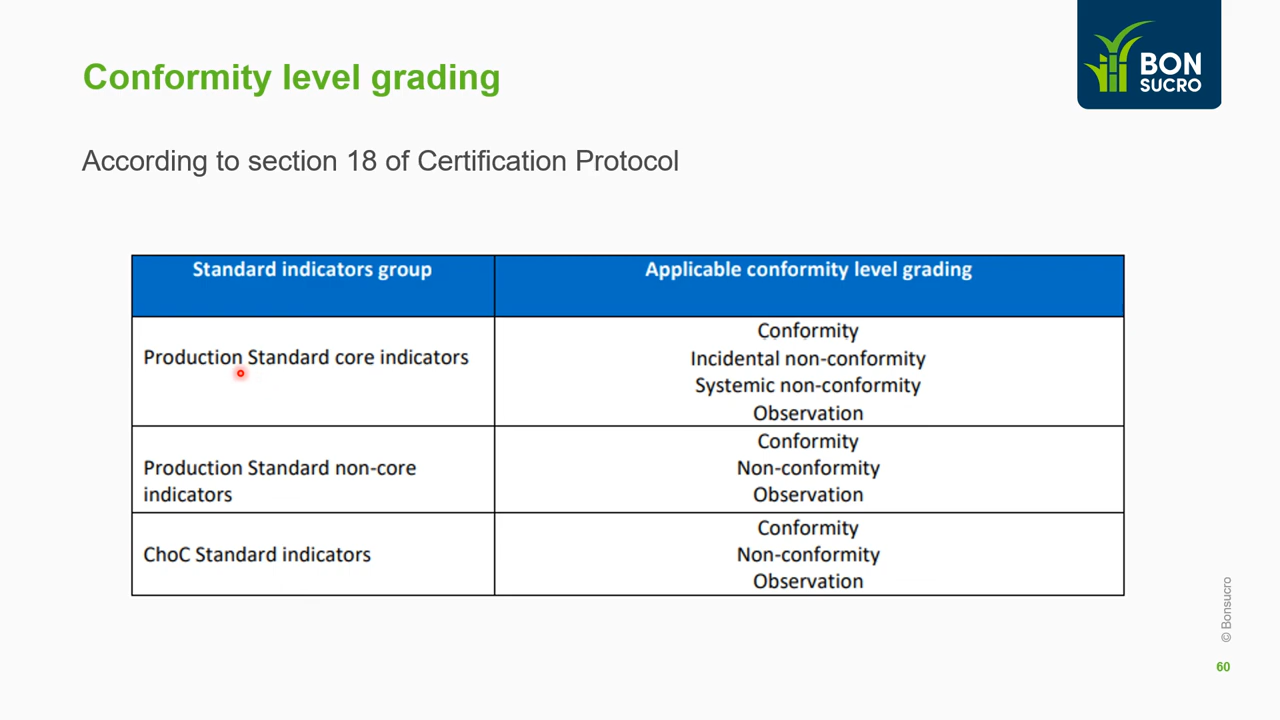 Conformity level grading
BON
SUCRO
According to section 18 of Certification Protocol
Standard indicators group
Applicable conformity level grading
Production Standard core indicators
Conformity
Incidental non-conformity
Systemic non-conformity
Observation
Production Standard non-core
indicators
Conformity
Non-conformity
Observation
ChoC Standard indicators
Conformity
Non-conformity
Observation
© Bonsucro
60